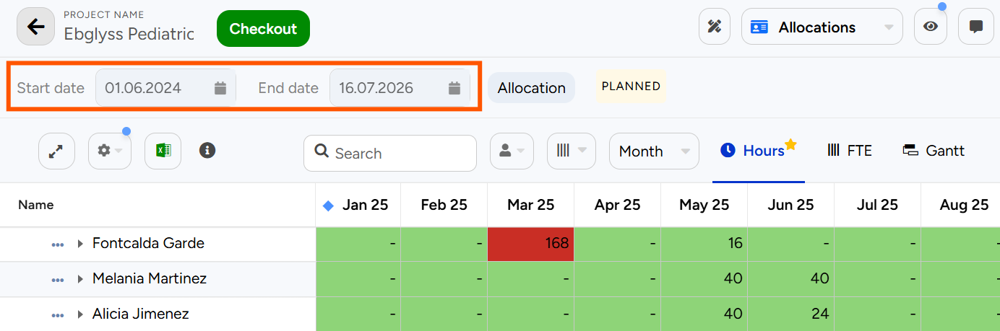 PROJECT NAME
Ebglyss Pediatric
Checkout
Allocations
Start date 01.06.2024 End date 16.07.2026 Allocation PLANNED
Search Month Hours FTE Gantt
Name Jan 25 Feb 25 Mar 25 Apr 25 May 25 Jun 25 Jul 25 Aug 25
Fontcalda Garde - - 168 - 16 - - -
Melania Martinez - - - - 40 40 - -
Alicia Jimenez - - - - 40 24 - -